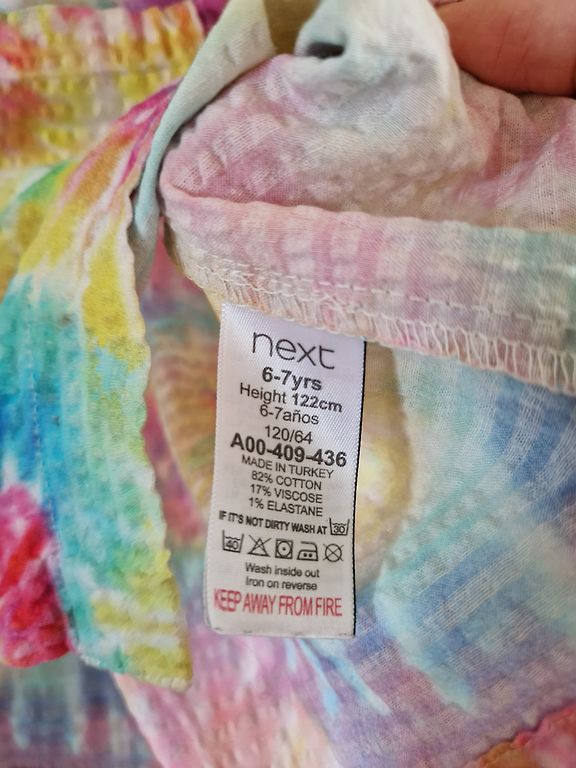 next
6-7yrs
Height 122cm
6-7años
120/64
A00-409-436
MADE IN TURKEY
82% COTTON
17% VISCOSE
1% ELASTANE
IF IT'S NOT DIRTY WASH AT 30
40
Wash inside out
Iron on reverse
KEEP AWAY FROM FIRE